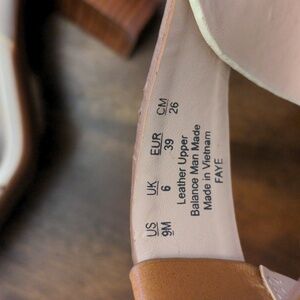 US UK EUR CM
9M 6 39 26
Leather Upper
Balance Man Made
Made in Vietnam
FAYE